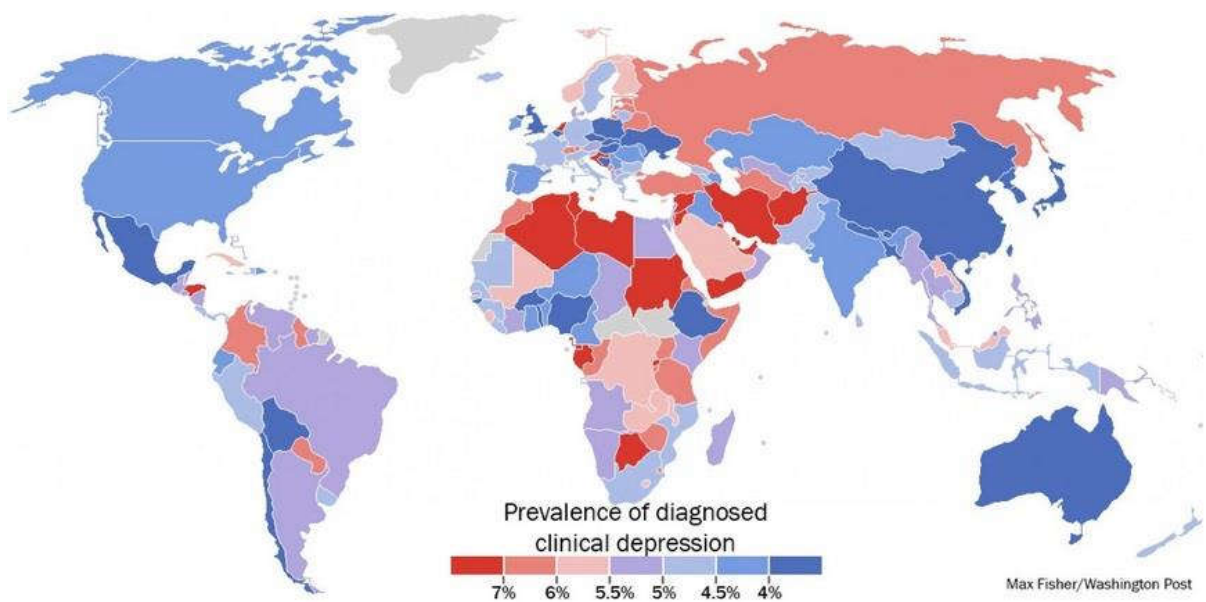 Prevalence of diagnosed
clinical depression
7% 6% 5.5% 5% 4.5% 4%
Max Fisher/Washington Post